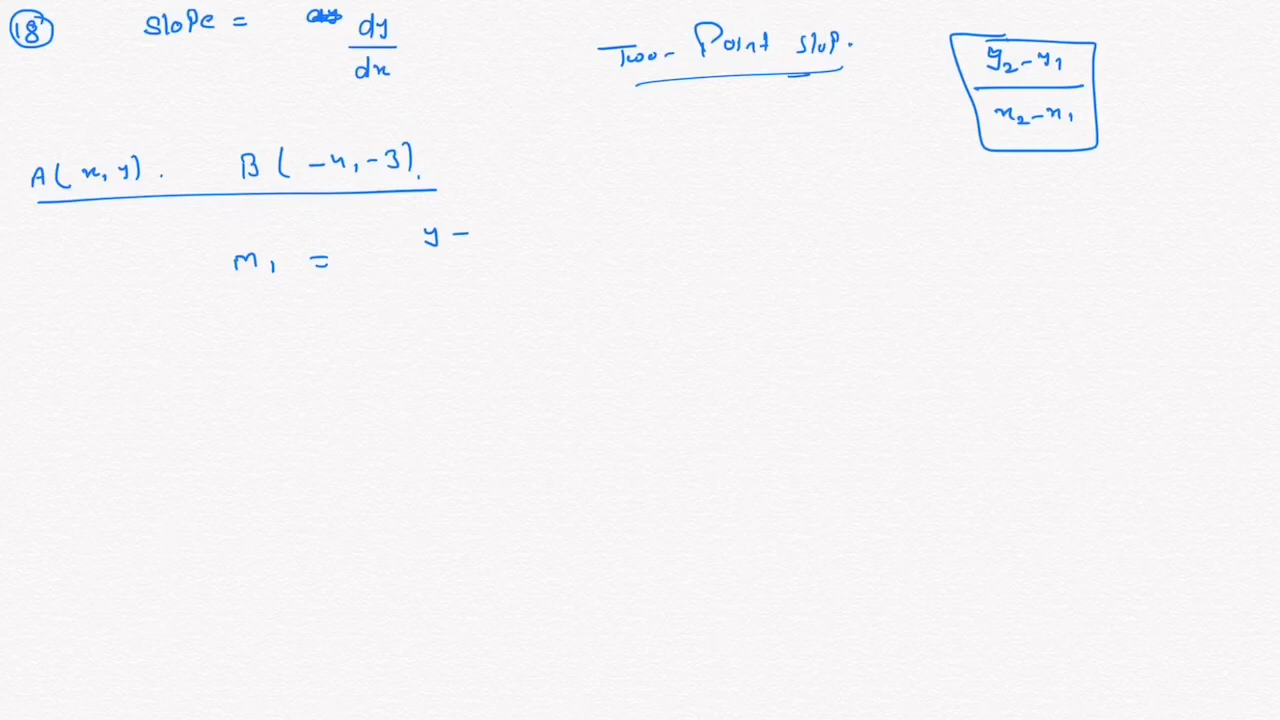 18 Slope = dy/dx
Two-Point slop.
y₂-y₁/x₂-x₁
A(x,y). B(-4,-3).
m₁ = y-